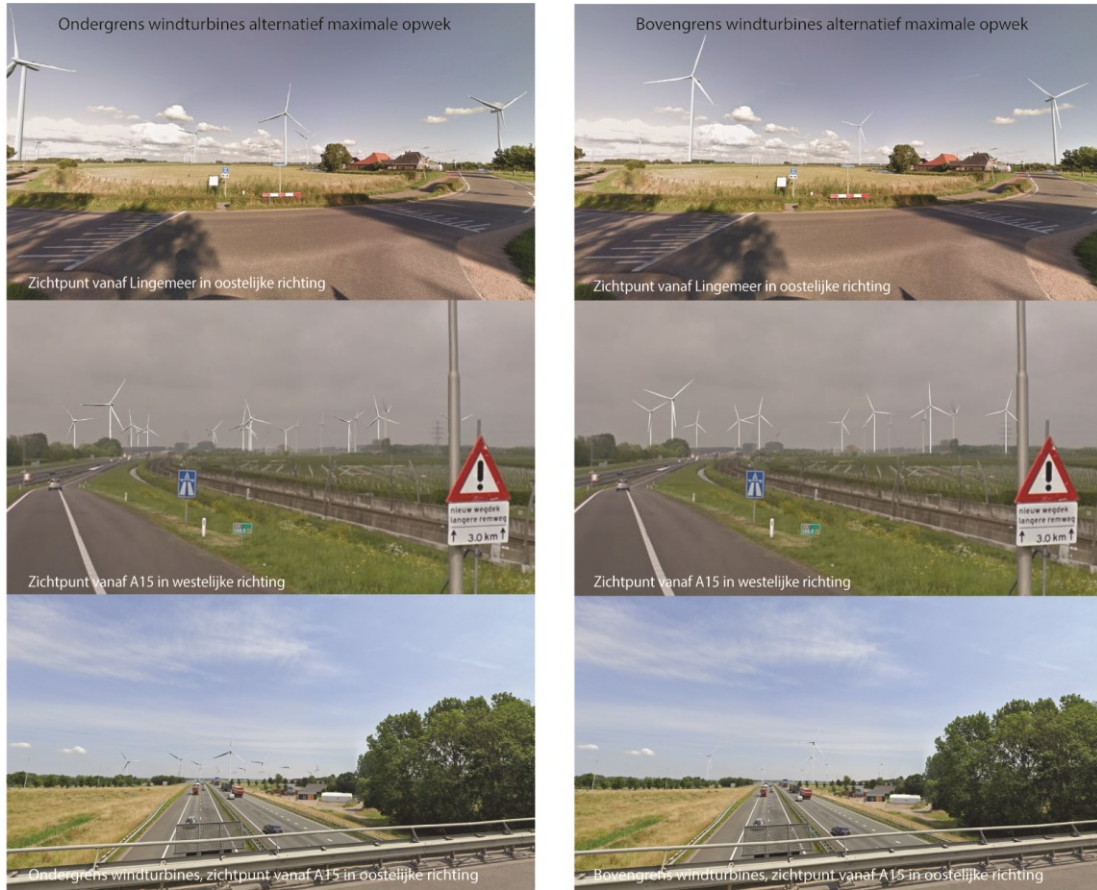 Ondergrens windturbines alternatief maximale opwek
Bovengrens windturbines alternatief maximale opwek
Zichtpunt vanaf Lingemeer in oostelijke richting
Zichtpunt vanaf Lingemeer in oostelijke richting
nieuw wegdek
langere remweg
3.0 km
Zichtpunt vanaf A15 in westelijke richting
nieuw wegdek
langere remweg
3.0 km
Zichtpunt vanaf A15 in westelijke richting
Ondergrens windturbines, zichtpunt vanaf A15 in oostelijke richting
Bovengrens windturbines, zichtpunt vanaf A15 in oostelijke richting